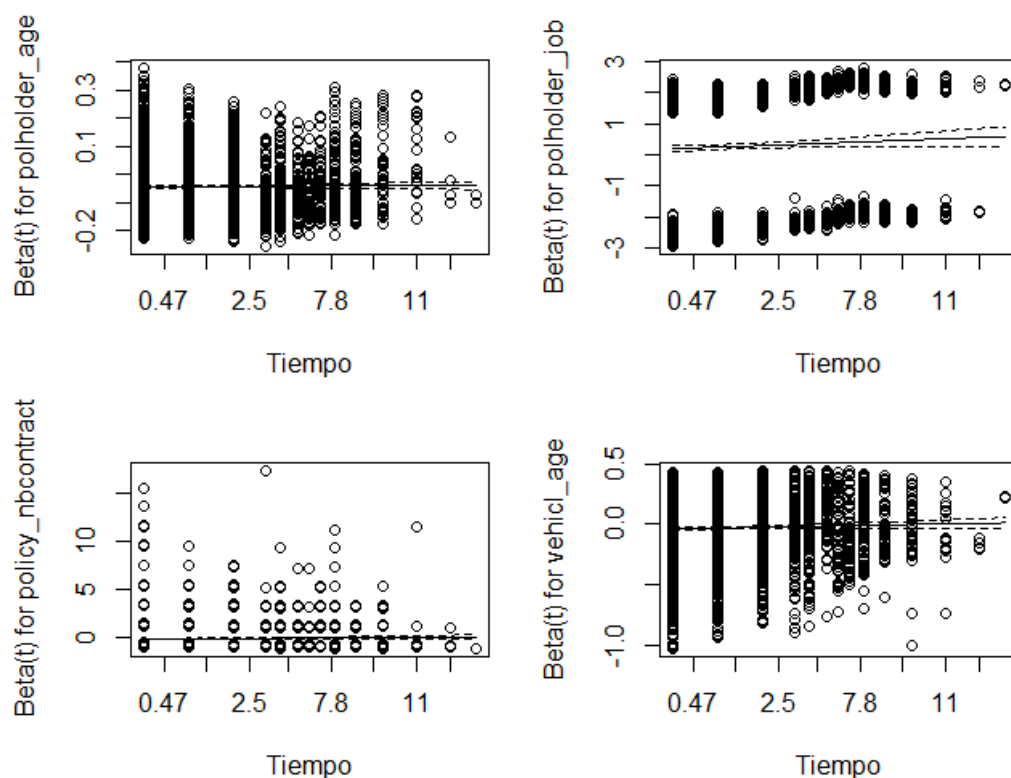 Beta(t) for polholder_age
0.3
0.1
-0.2
0.47 2.5 7.8 11
Tiempo
Beta(t) for polholder_job
3
1
-1
-3
0.47 2.5 7.8 11
Tiempo
Beta(t) for policy_nbcontract
10
5
0
0.47 2.5 7.8 11
Tiempo
Beta(t) for vehicl_age
0.5
0.0
-1.0
0.47 2.5 7.8 11
Tiempo